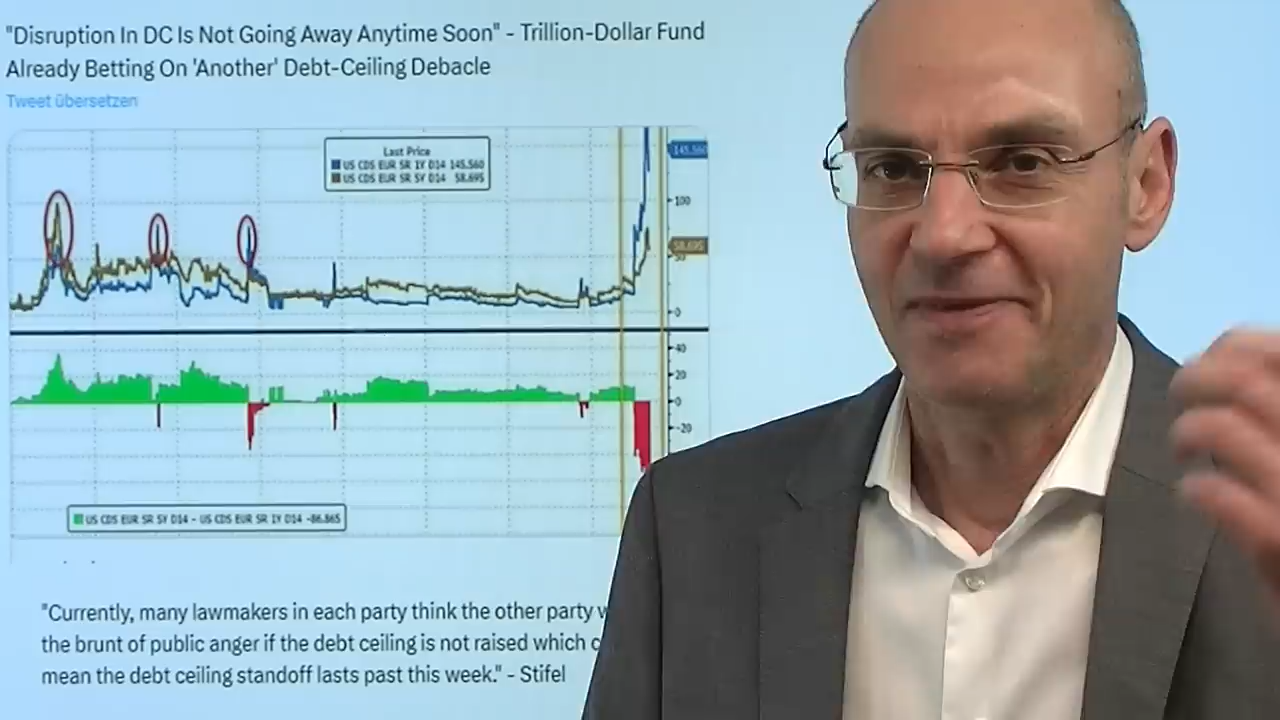 "Disruption In DC Is Not Going Away Anytime Soon" - Trillion-Dollar Fund
Already Betting On 'Another' Debt-Ceiling Debacle
Tweet übersetzen
Last Price
US CDS EUR SR 1Y D14 145.560
US CDS EUR SR 5Y D14 58.695
145.560
100
58.695
50
0
40
20
0
-20
US CDS EUR SR 5Y D14 - US CDS EUR SR 1Y D14 -86.865
"Currently, many lawmakers in each party think the other party
the brunt of public anger if the debt ceiling is not raised which
mean the debt ceiling standoff lasts past this week." - Stifel